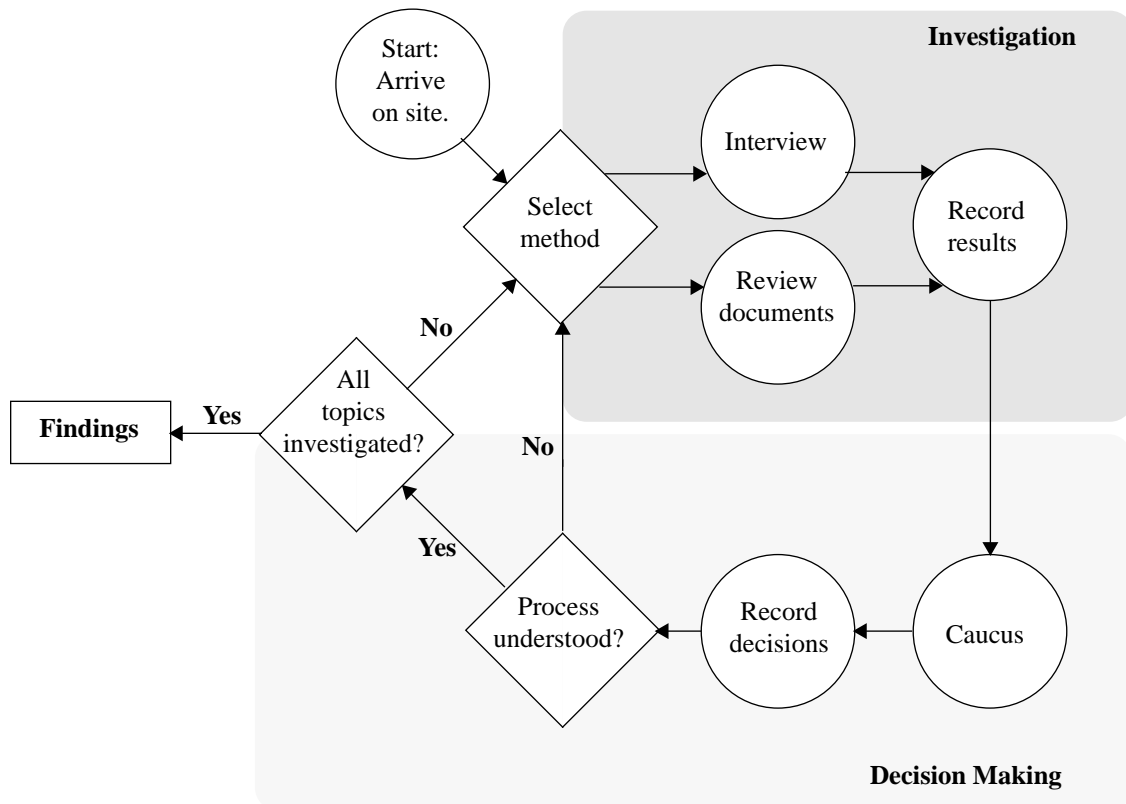 Start:
Arrive
on site.
Investigation
Interview
Select
method
Record
results
Review
documents
No
All
topics
investigated?
Yes
Findings
No
Yes
Process
understood?
Record
decisions
Caucus
Decision Making